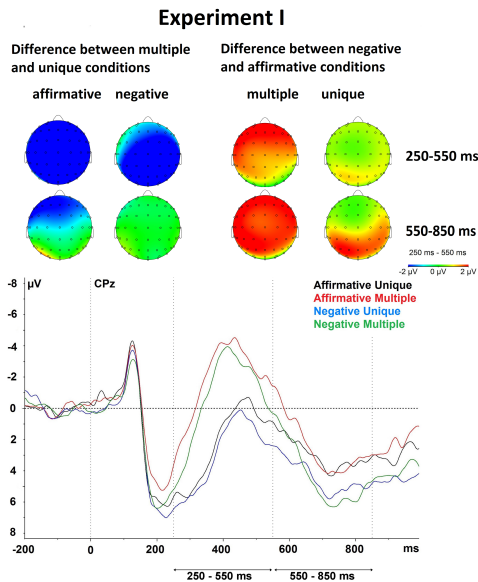 Experiment I
Difference between multiple
and unique conditions
Difference between negative
and affirmative conditions
affirmative negative
multiple unique
250-550 ms
550-850 ms
250 ms - 550 ms
-2 µV 0 µV 2 µV
-8
µV
CPz
Affirmative Unique
Affirmative Multiple
Negative Unique
Negative Multiple
-6
-4
-2
0
2
4
6
8
-200 0 200 400 600 800 ms
250 - 550 ms 550 - 850 ms